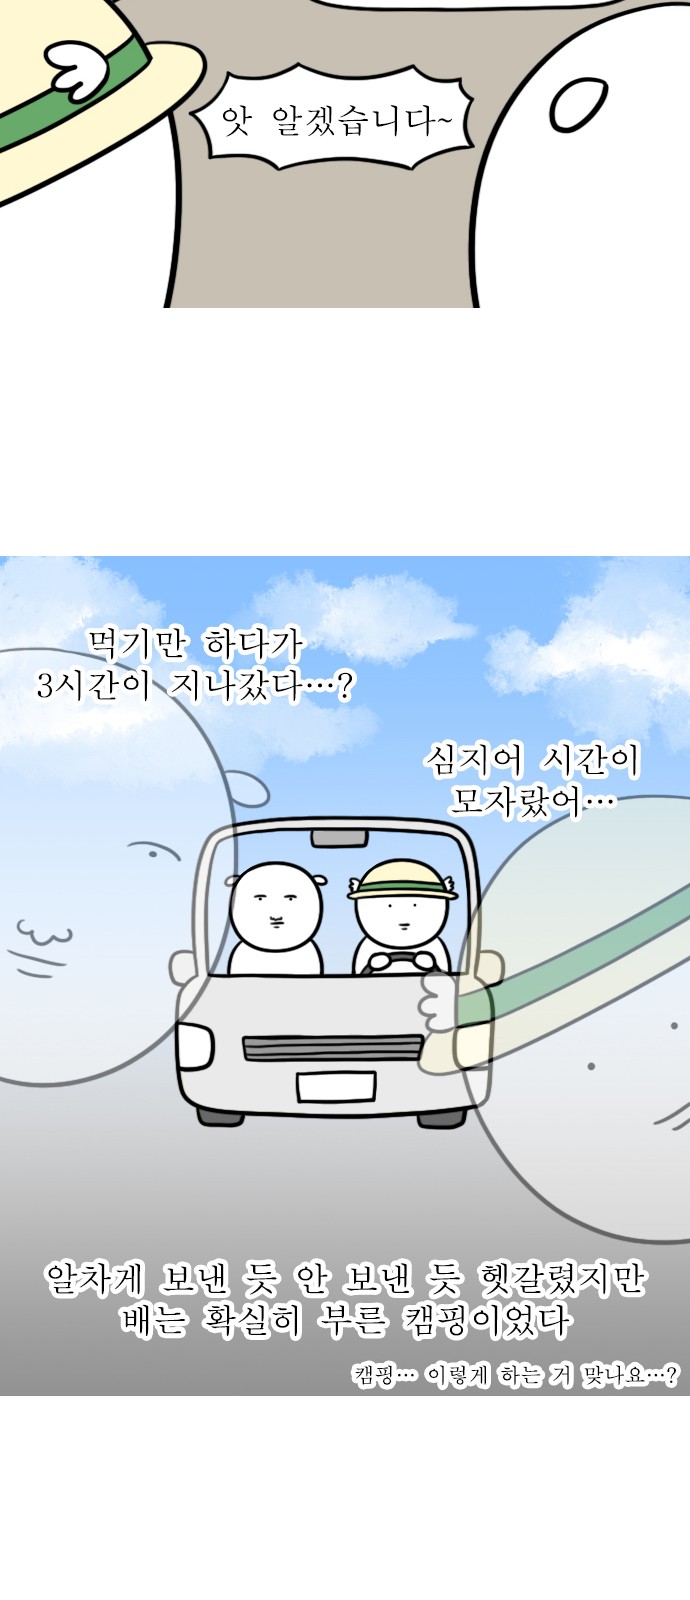 앗 알겠습니다~
먹기만 하다가
3시간이 지나갔다…?
심지어 시간이
모자랐어…
알차게 보낸 듯 안 보낸 듯 헷갈렸지만
배는 확실히 부른 캠핑이었다
캠핑… 이렇게 하는 거 맞나요…?